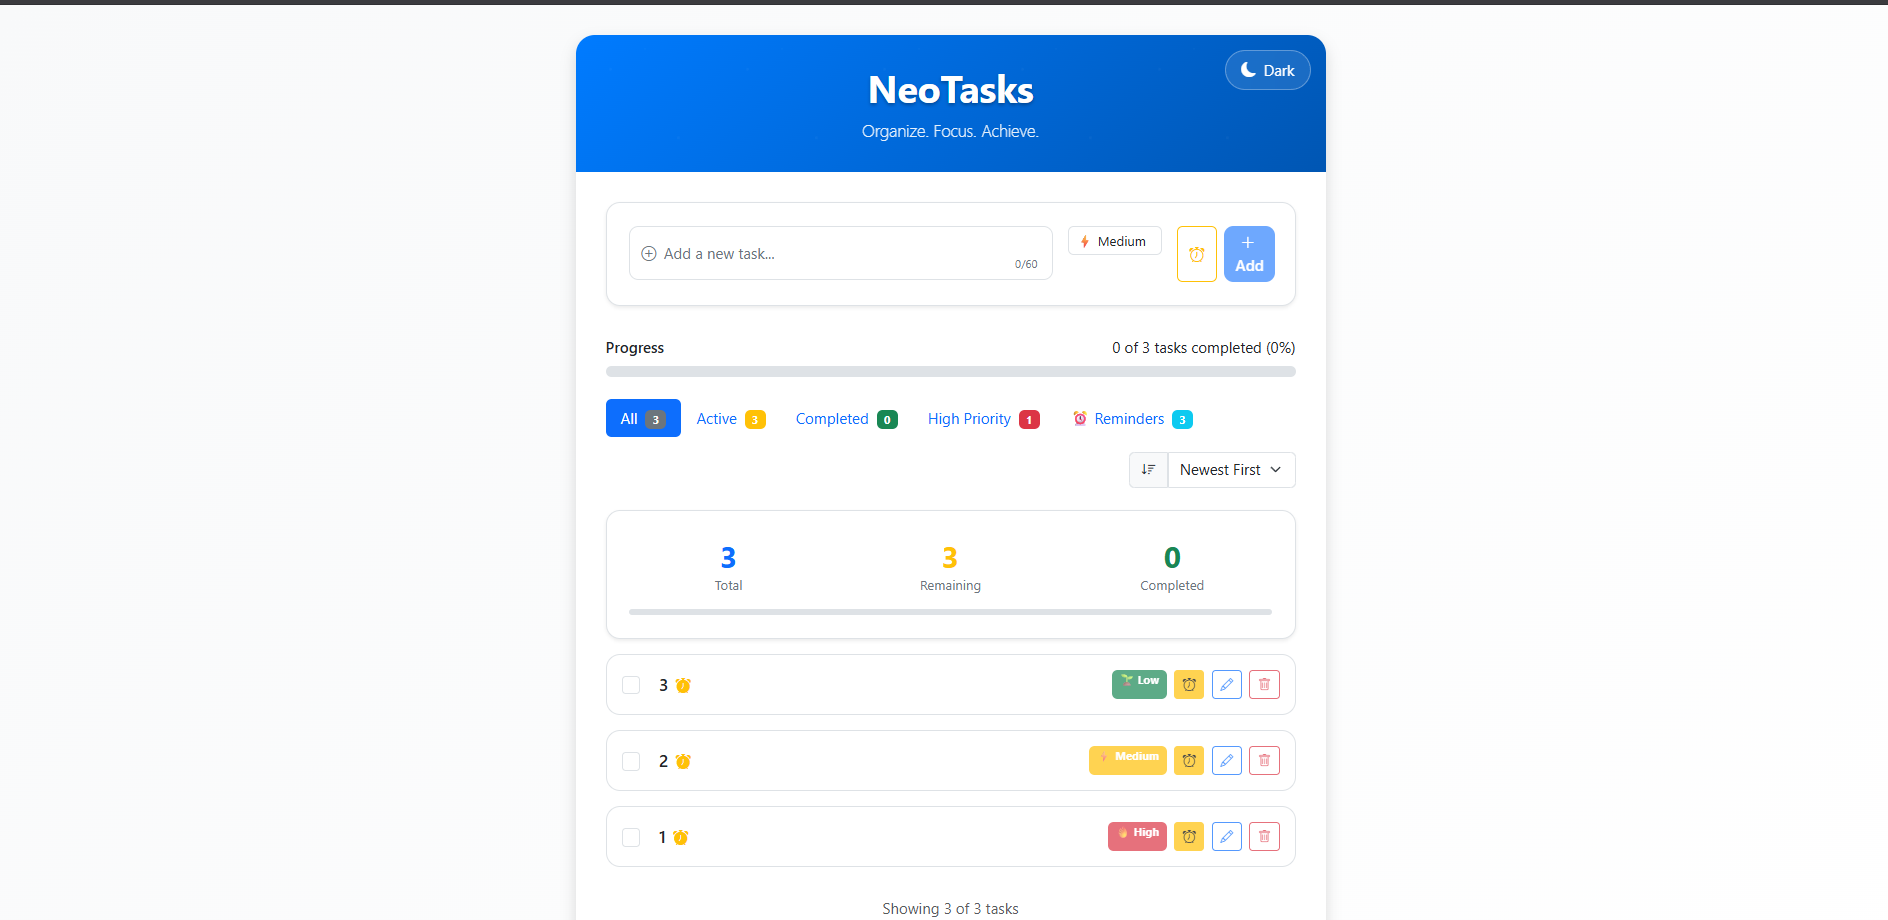 Dark
NeoTasks
Organize. Focus. Achieve.
Add a new task...
0/60
Medium
Add
Progress
0 of 3 tasks completed (0%)
All 3
Active 3
Completed 0
High Priority 1
Reminders 3
Newest First
3
Total
3
Remaining
0
Completed
3
Low
2
Medium
1
High
Showing 3 of 3 tasks